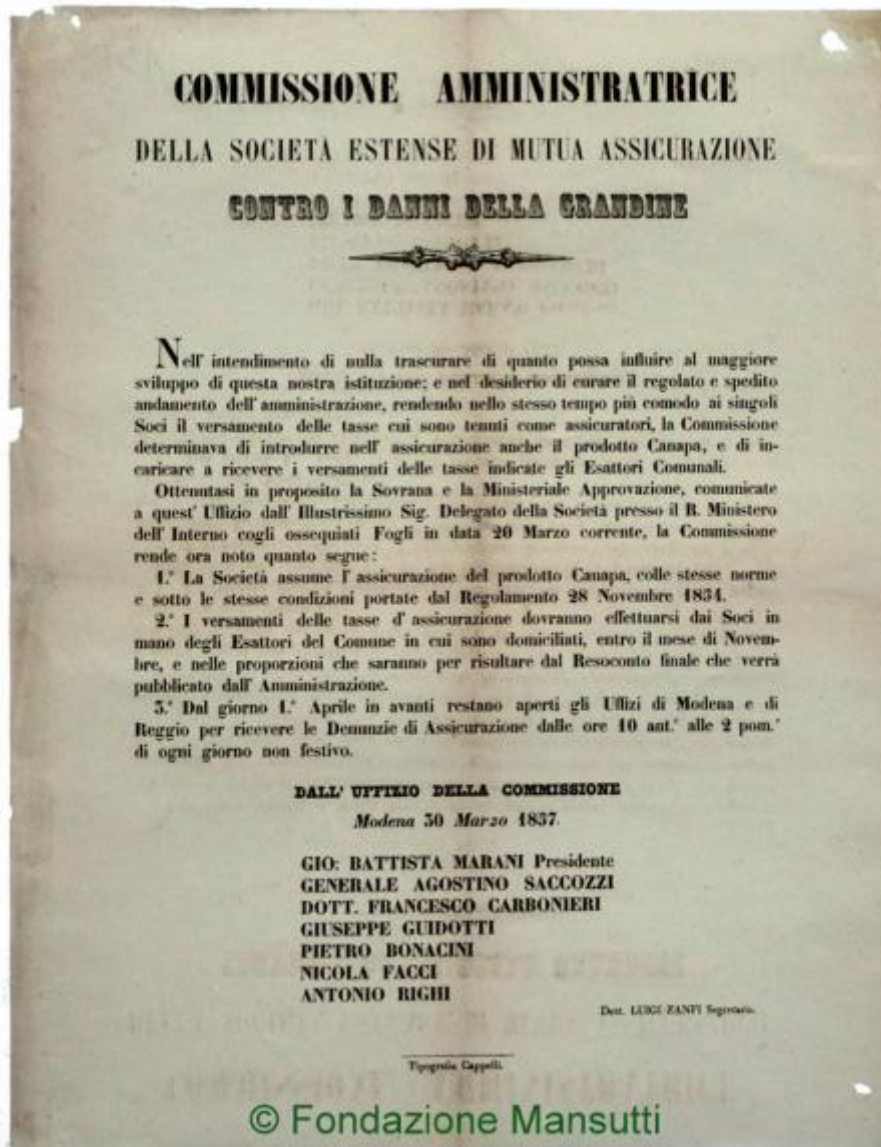 COMMISSIONE AMMINISTRATRICE
DELLA SOCIETÀ ESTENSE DI MUTUA ASSICURAZIONE
CONTRO I DANNI DELLA GRANDINE
Nell' intendimento di nulla trascurare di quanto possa influire al maggiore
sviluppo di questa nostra istituzione; e nel desiderio di curare il regolato e spedito
andamento dell' amministrazione, rendendo nello stesso tempo più comodo ai singoli
Soci il versamento delle tasse cui sono tenuti come assicuratori, la Commissione
determinava di introdurre nell' assicurazione anche il prodotto Canapa, e di in-
caricare a ricevere i versamenti delle tasse indicate gli Esattori Comunali.
Ottenutasi in proposito la Sovrana e la Ministeriale Approvazione, comunicate
a quest' Uffizio dall' Illustrissimo Sig. Delegato della Società presso il R. Ministero
dell' Interno cogli ossequiati Fogli in data 20 Marzo corrente, la Commissione
rende ora noto quanto segue:
1.° La Società assume l' assicurazione del prodotto Canapa, colle stesse norme
e sotto le stesse condizioni portate dal Regolamento 28 Novembre 1834.
2.° I versamenti delle tasse d' assicurazione dovranno effettuarsi dai Soci in
mano degli Esattori del Comune in cui sono domiciliati, entro il mese di Novem-
bre, e nelle proporzioni che saranno per risultare dal Resoconto finale che verrà
pubblicato dall' Amministrazione.
3.° Dal giorno 1.° Aprile in avanti restano aperti gli Uffizi di Modena e di
Reggio per ricevere le Denunzie di Assicurazione dalle ore 10 ant.° alle 2 pom.°
di ogni giorno non festivo.
DALL' UFFIZIO DELLA COMMISSIONE
Modena 30 Marzo 1837.
GIO: BATTISTA MARANI Presidente
GENERALE AGOSTINO SACCOZZI
DOTT. FRANCESCO CARBONIERI
GIUSEPPE GUIDOTTI
PIETRO BONACINI
NICOLA FACCI
ANTONIO RIGHI
Dott. LUIGI ZANFI Segretario.
Tipografia Cappelli.
© Fondazione Mansutti